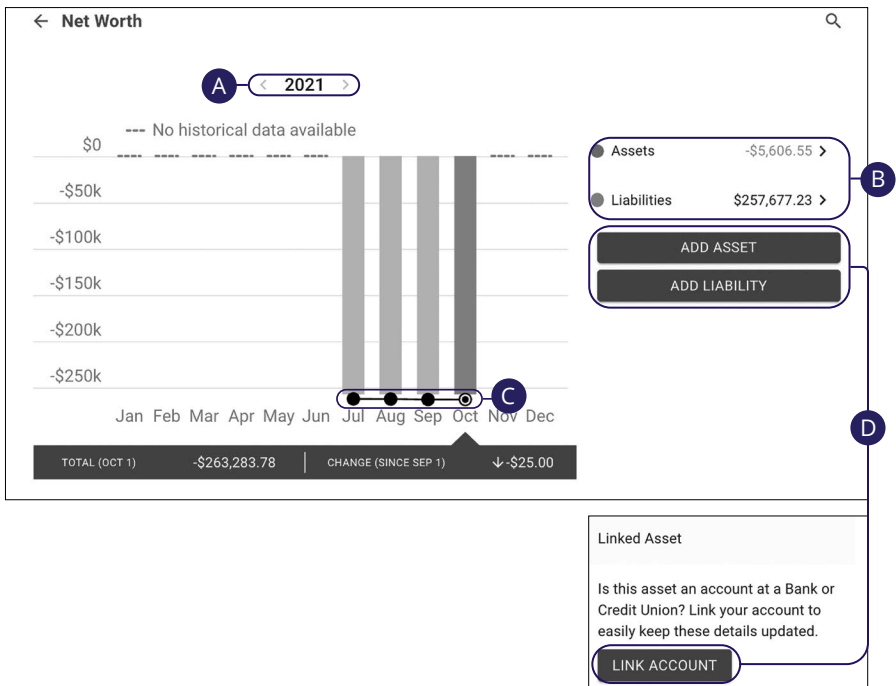 ← Net Worth
A
< 2021 >
--- No historical data available
$0
-$50k
-$100k
-$150k
-$200k
-$250k
Jan Feb Mar Apr May Jun Jul Aug Sep Oct Nov Dec
C
TOTAL (OCT 1) -$263,283.78 CHANGE (SINCE SEP 1) ↓-$25.00
Assets -$5,606.55 >
Liabilities $257,677.23 >
B
ADD ASSET
ADD LIABILITY
D
Linked Asset
Is this asset an account at a Bank or
Credit Union? Link your account to
easily keep these details updated.
LINK ACCOUNT